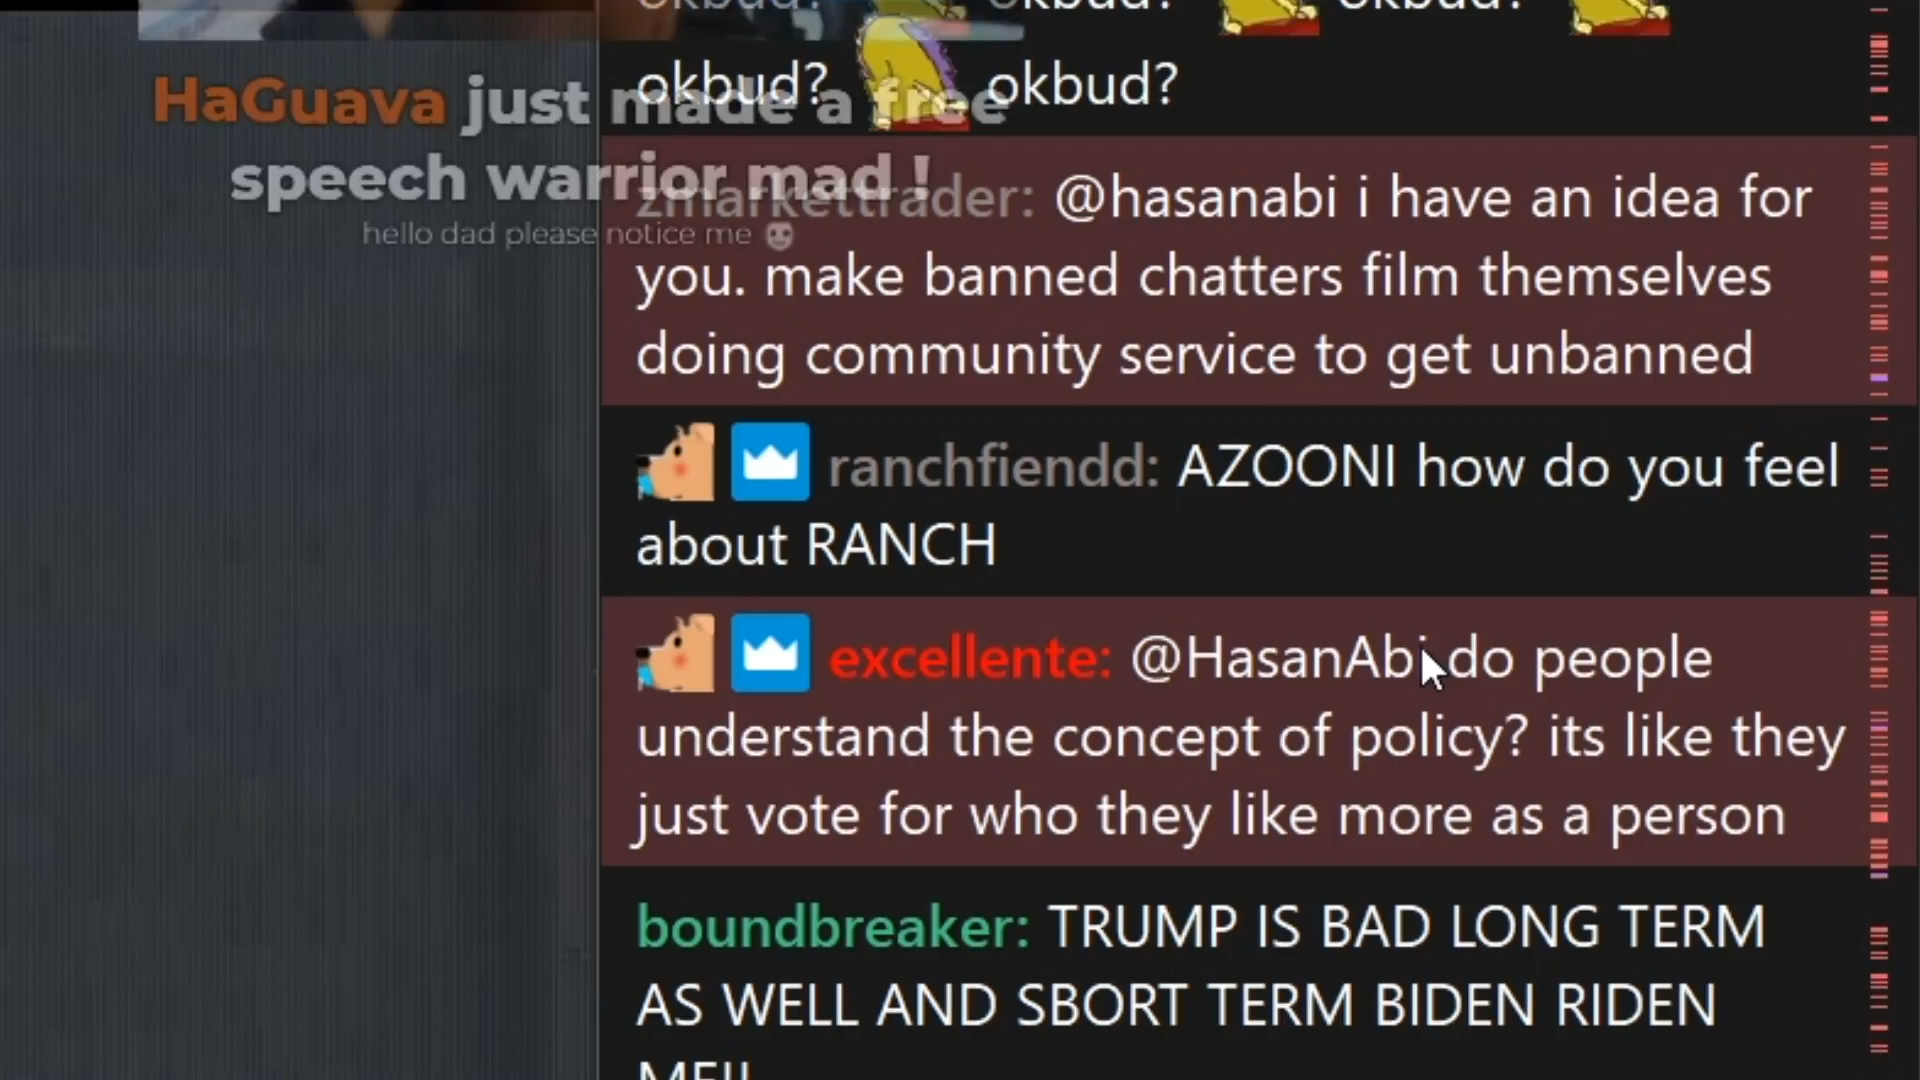 okbud? okbud? okbud?
okbud? okbud?
HaGuava just made a free
speech warrior mad !
hello dad please notice me
zmarkettrader: @hasanabi i have an idea for
you. make banned chatters film themselves
doing community service to get unbanned
ranchfiendd: AZOONI how do you feel
about RANCH
excellente: @HasanAbi do people
understand the concept of policy? its like they
just vote for who they like more as a person
boundbreaker: TRUMP IS BAD LONG TERM
AS WELL AND SBORT TERM BIDEN RIDEN